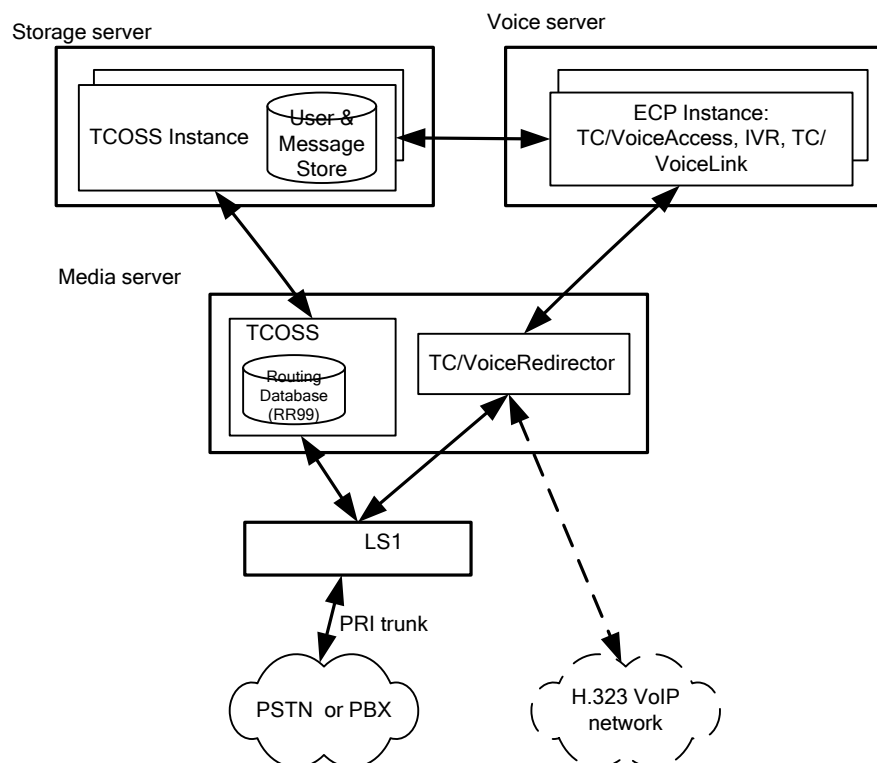 Storage server
Voice server
TCOSS Instance
User &
Message
Store
ECP Instance:
TC/VoiceAccess, IVR, TC/
VoiceLink
Media server
TCOSS
Routing
Database
(RR99)
TC/VoiceRedirector
LS1
PRI trunk
PSTN or PBX
H.323 VoIP
network